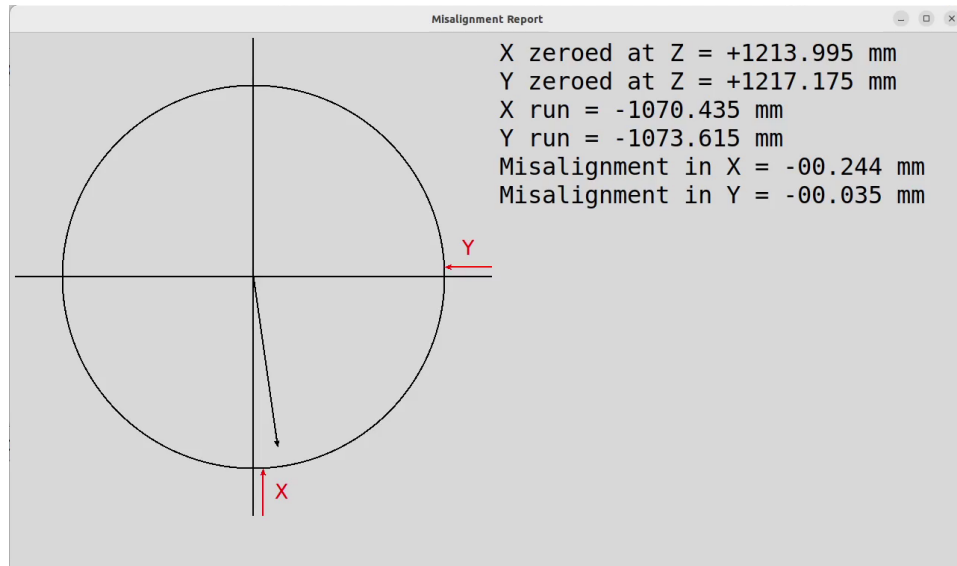 Misalignment Report
X zeroed at Z = +1213.995 mm
Y zeroed at Z = +1217.175 mm
X run = -1070.435 mm
Y run = -1073.615 mm
Misalignment in X = -00.244 mm
Misalignment in Y = -00.035 mm
Y
X